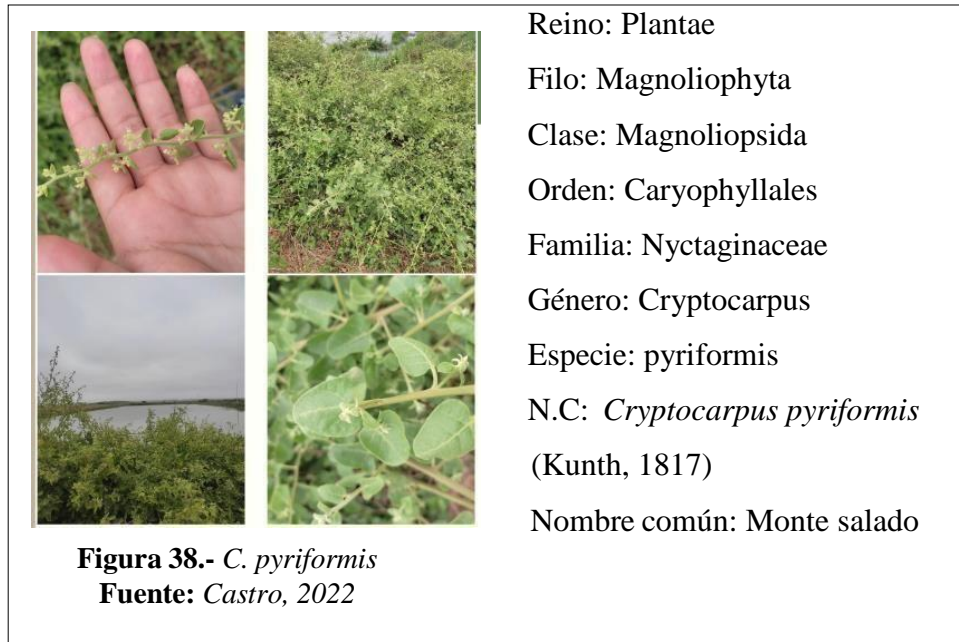 Reino: Plantae
Filo: Magnoliophyta
Clase: Magnoliopsida
Orden: Caryophyllales
Familia: Nyctaginaceae
Género: Cryptocarpus
Especie: pyriformis
N.C: Cryptocarpus pyriformis
(Kunth, 1817)
Nombre común: Monte salado
Figura 38.- C. pyriformis
Fuente: Castro, 2022